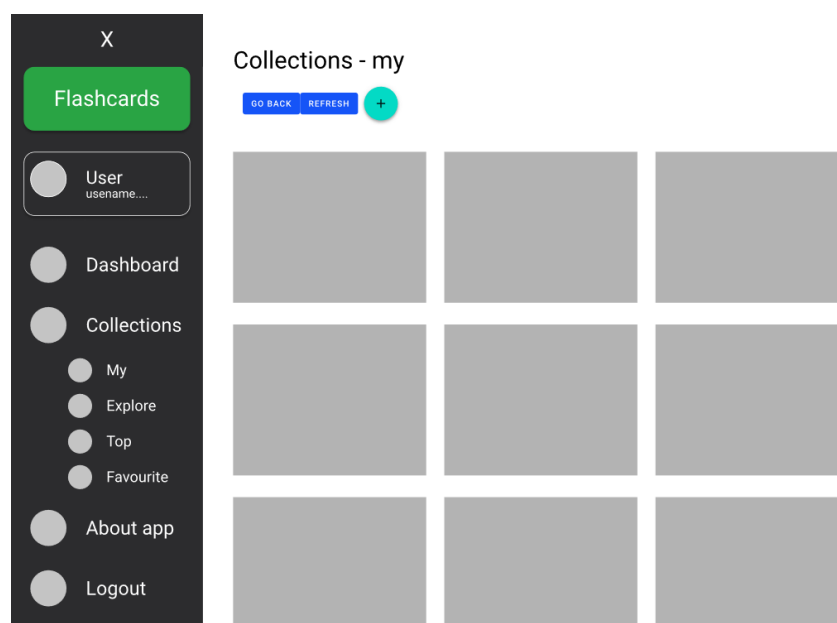 X
Flashcards
User
usename....
Dashboard
Collections
My
Explore
Top
Favourite
About app
Logout
Collections - my
GO BACK REFRESH +